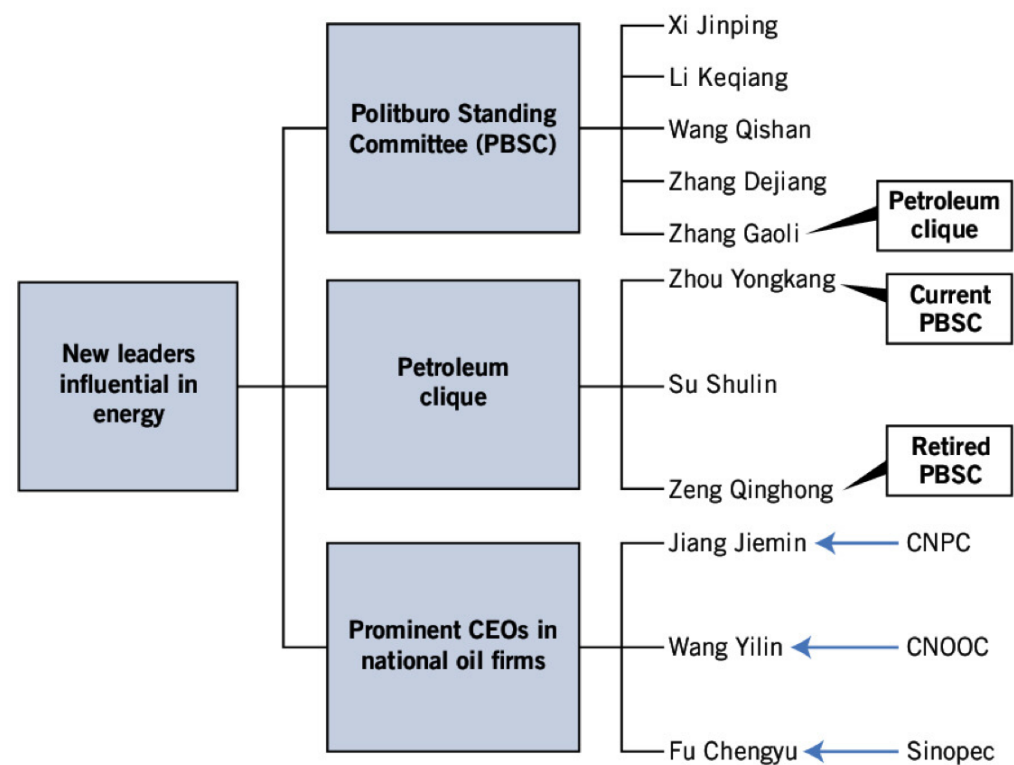 New leaders
influential in
energy
Politburo Standing
Committee (PBSC)
Xi Jinping
Li Keqiang
Wang Qishan
Zhang Dejiang
Zhang Gaoli
Petroleum
clique
Petroleum
clique
Zhou Yongkang
Current
PBSC
Su Shulin
Zeng Qinghong
Retired
PBSC
Prominent CEOs in
national oil firms
Jiang Jiemin
CNPC
Wang Yilin
CNOOC
Fu Chengyu
Sinopec